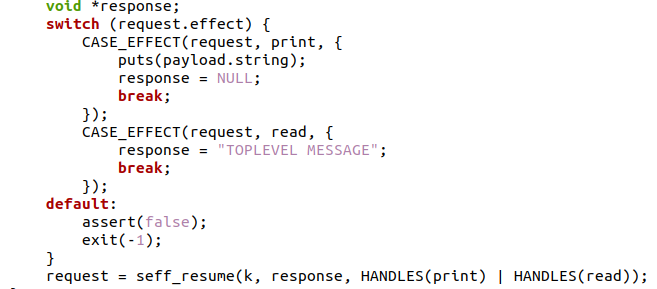 void *response;
switch (request.effect) {
CASE_EFFECT(request, print, {
puts(payload.string);
response = NULL;
break;
});
CASE_EFFECT(request, read, {
response = "TOPLEVEL MESSAGE";
break;
});
default:
assert(false);
exit(-1);
}
request = seff_resume(k, response, HANDLES(print) | HANDLES(read));